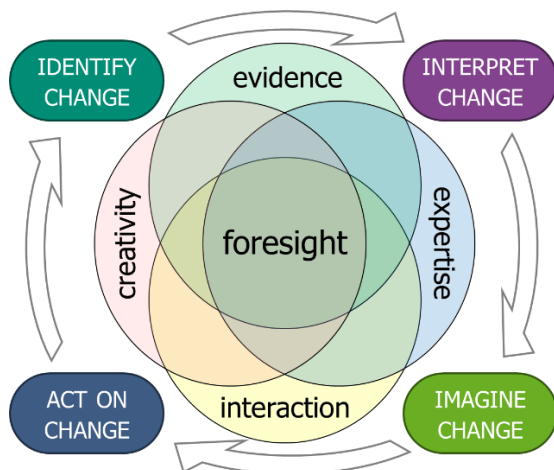 IDENTIFY
CHANGE
evidence
INTERPRET
CHANGE
creativity
foresight
expertise
ACT ON
CHANGE
interaction
IMAGINE
CHANGE